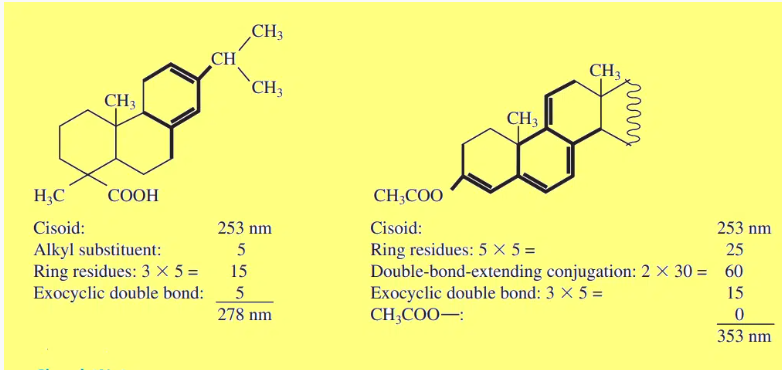 CH3
CH
CH3
CH3
H3C
COOH
Cisoid: 253 nm
Alkyl substituent: 5
Ring residues: 3 × 5 = 15
Exocyclic double bond: 5
278 nm
CH3
CH3
CH3COO
Cisoid: 253 nm
Ring residues: 5 × 5 = 25
Double-bond-extending conjugation: 2 × 30 = 60
Exocyclic double bond: 3 × 5 = 15
CH3COO—: 0
353 nm